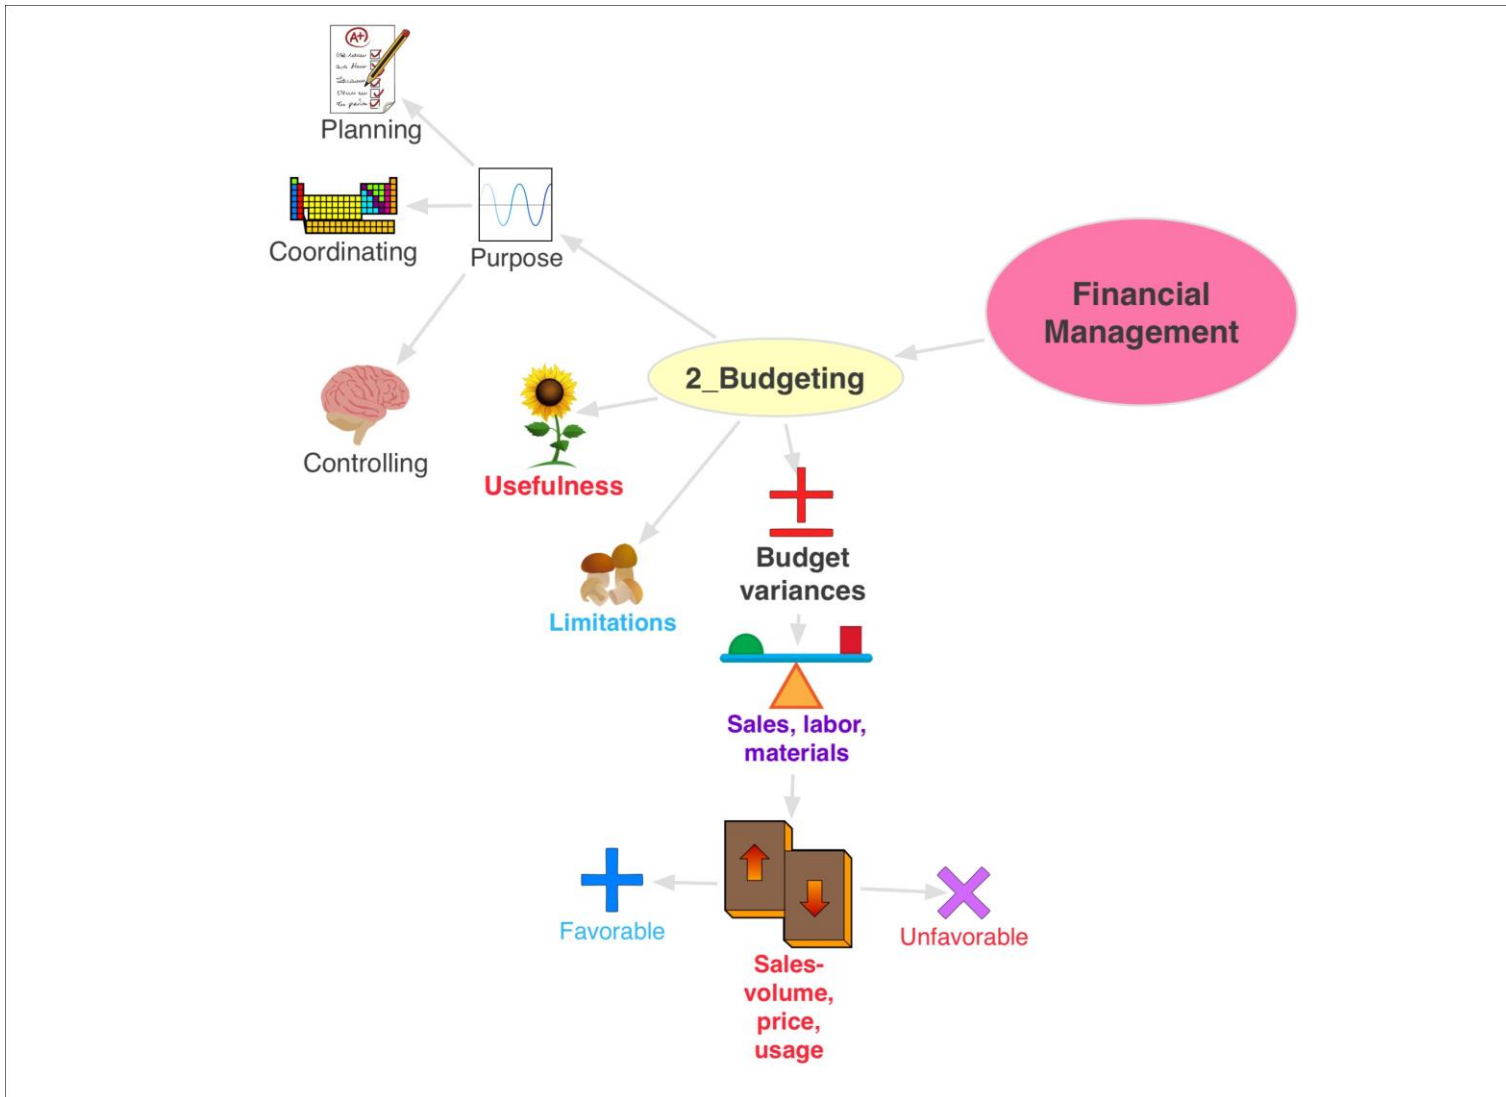 A+
Planning
Coordinating
Purpose
Financial
Management
2_Budgeting
Controlling
Usefulness
Budget
variances
Limitations
Sales, labor,
materials
Favorable
Unfavorable
Sales-
volume,
price,
usage